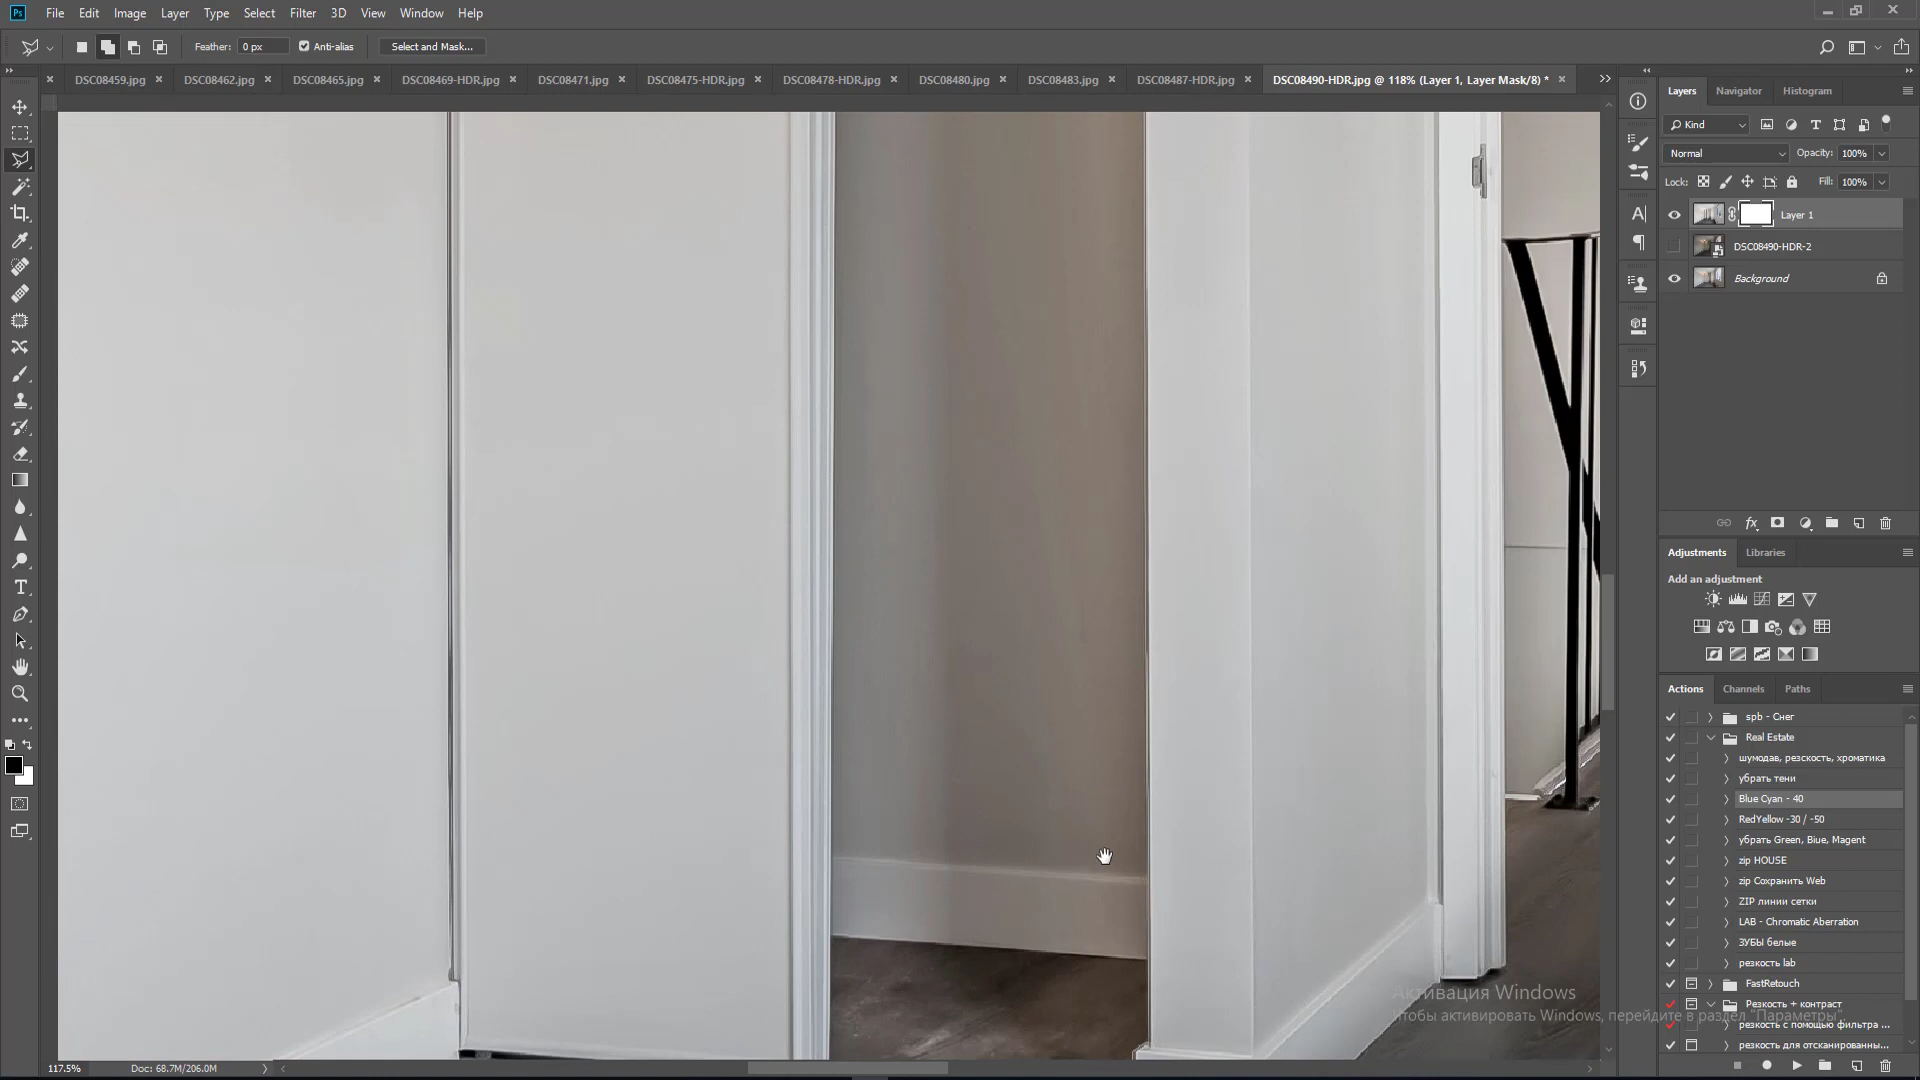 Ps File Edit Image Layer Type Select Filter 3D View Window Help
Feather: 0 px Anti-alias Select and Mask...
DSC08459.jpg DSC08462.jpg DSC08465.jpg DSC08469-HDR.jpg DSC08471.jpg DSC08475-HDR.jpg DSC08478-HDR.jpg DSC08480.jpg DSC08483.jpg DSC08487-HDR.jpg DSC08490-HDR.jpg @ 118% (Layer 1, Layer Mask/8) *
Layers Navigator Histogram
Kind
Normal Opacity: 100%
Lock: Fill: 100%
Layer 1
DSC08490-HDR-2
Background
Adjustments Libraries
Add an adjustment
Actions Channels Paths
spb - Снег
Real Estate
шумодав, резскость, хроматика
убрать тени
Blue Cyan - 40
RedYellow -30 / -50
убрать Green, Biue, Magent
zip HOUSE
zip Сохранить Web
ZIP линии сетки
LAB - Chromatic Aberration
ЗУБЫ белые
резкость lab
FastRetouch
Резкость + контраст
резкость с помощью фильтра ...
резкость для отсканированны...
Активация Windows
Чтобы активировать Windows, перейдите в раздел "Параметры".
117.5% Doc: 68.7M/206.0M